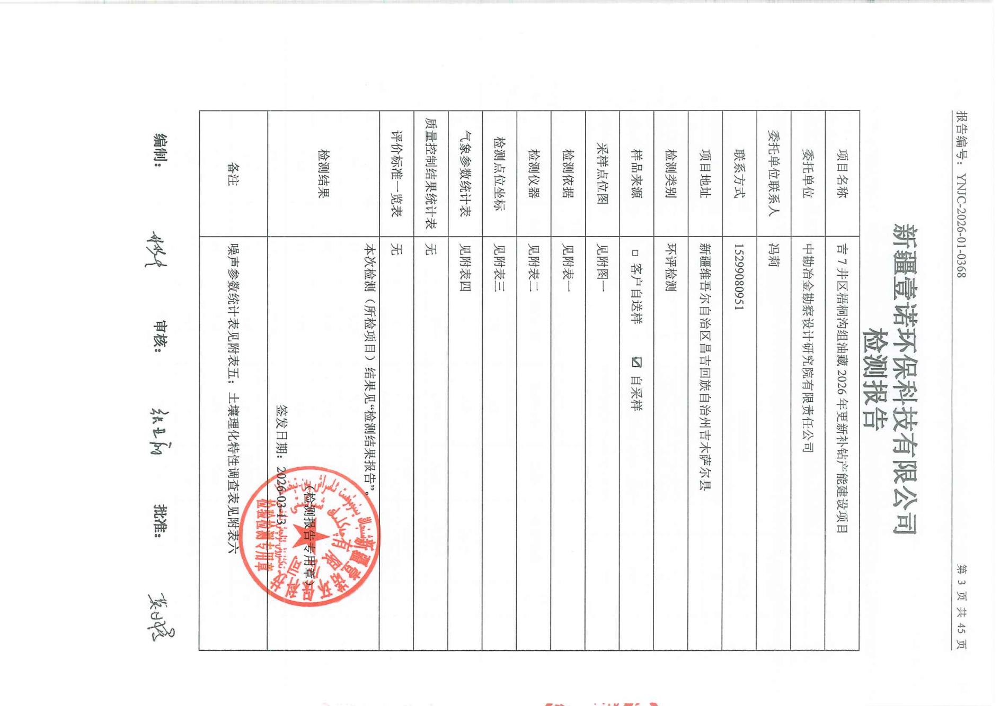 报告编号：YNJC-2026-01-0368 第 3 页 共 45 页
新疆壹诺环保科技有限公司
检测报告
项目名称 吉 7 井区梧桐沟组油藏 2026 年更新补钻产能建设项目
委托单位 中勘冶金勘察设计研究院有限责任公司
委托单位联系人 冯莉
联系方式 15299080951
项目地址 新疆维吾尔自治区昌吉回族自治州吉木萨尔县
检测类别 环评检测
样品来源 □ 客户自送样 ☑ 自采样
采样点位图 见附图一
检测依据 见附表一
检测仪器 见附表二
检测点位坐标 见附表三
气象参数统计表 见附表四
质量控制结果统计表 无
评价标准一览表 无
检测结果 本次检测（所检项目）结果见“检测结果报告”。
（检测报告专用章）
签发日期：2026-03-13
新疆壹诺环保科技有限公司
检验检测专用章
备注 噪声参数统计表见附表五；土壤理化特性调查表见附表六
编制： 审核： 批准：